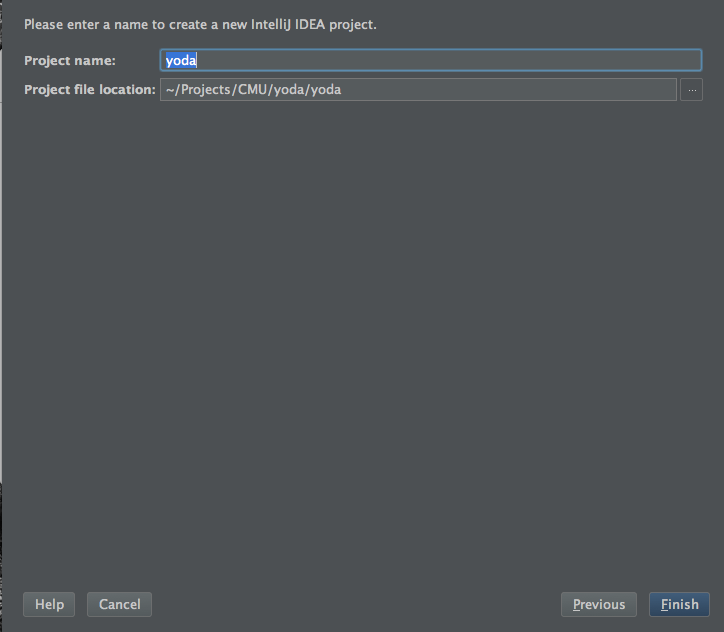 Please enter a name to create a new IntelliJ IDEA project.
Project name: yoda
Project file location: ~/Projects/CMU/yoda/yoda ...
Help Cancel Previous Finish